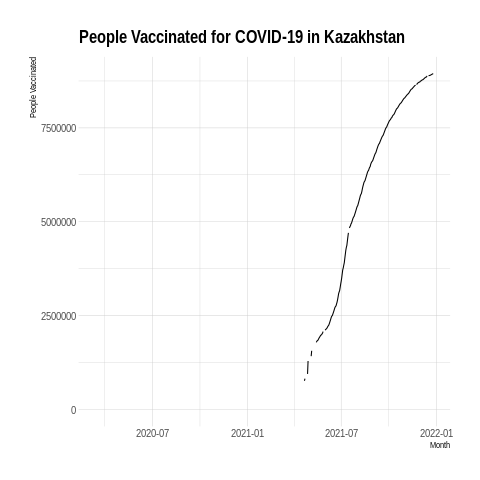 People Vaccinated for COVID-19 in Kazakhstan
People Vaccinated
7500000
5000000
2500000
0
2020-07 2021-01 2021-07 2022-01
Month